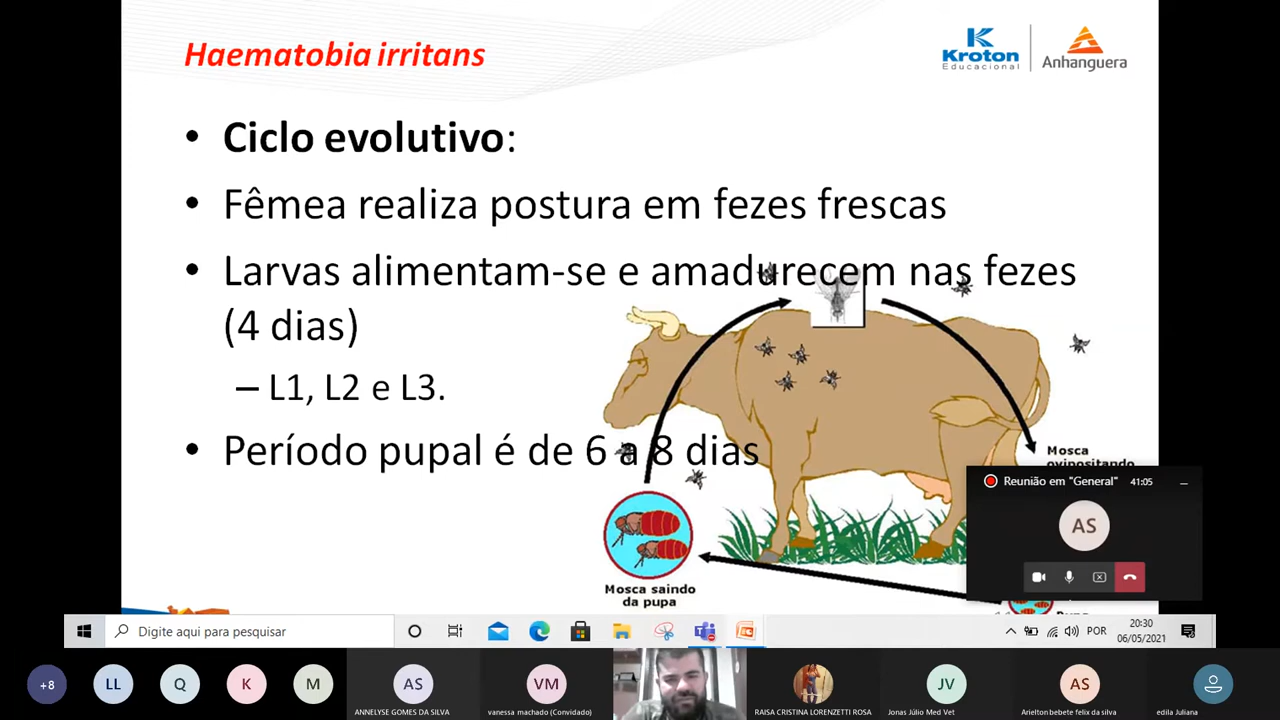 Haematobia irritans
Kroton
Educacional
Anhanguera
• Ciclo evolutivo:
• Fêmea realiza postura em fezes frescas
• Larvas alimentam-se e amadurecem nas fezes
(4 dias)
– L1, L2 e L3.
• Período pupal é de 6 a 8 dias
Mosca
ovipositando
Reunião em "General" 41:05
AS
Mosca saindo
da pupa
Digite aqui para pesquisar
POR
20:30
06/05/2021
+8
LL
Q
K
M
AS
VM
JV
AS
ANNELYSE GOMES DA SILVA
vanessa machado (Convidado)
RAISA CRISTINA LORENZETTI ROSA
Jonas Júlio Med Vet
Arielton bebete felix da silva
edila Juliana